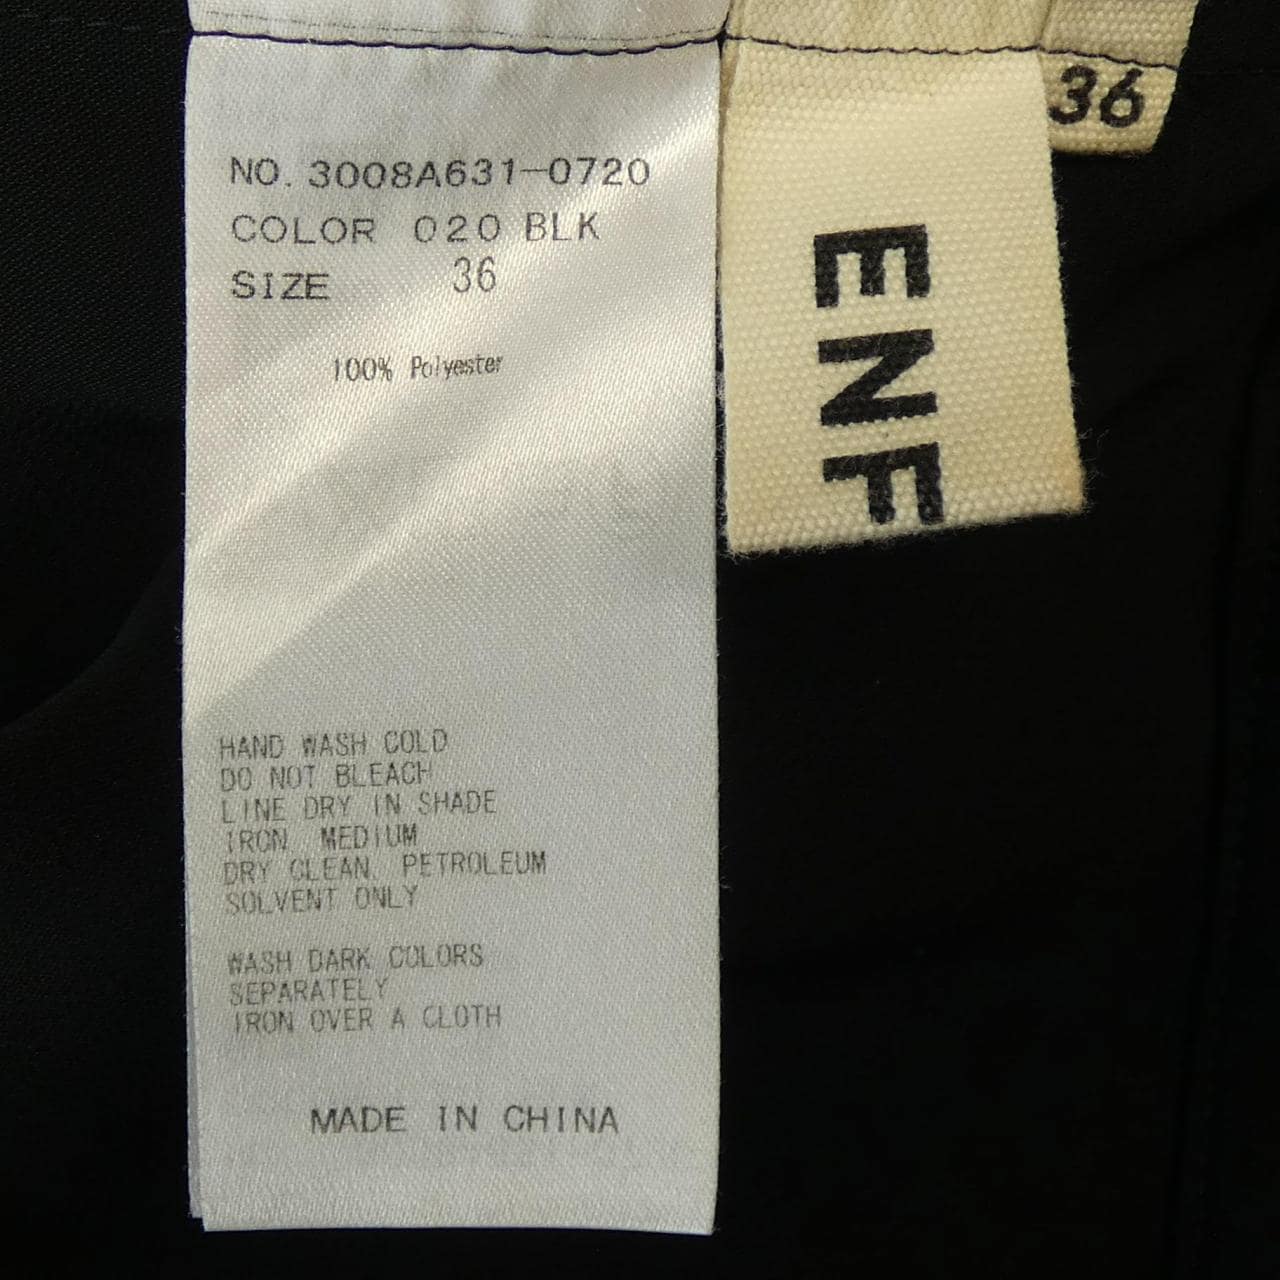 NO. 3008A631-0720
COLOR 020 BLK
SIZE 36
100% Polyester
HAND WASH COLD
DO NOT BLEACH
LINE DRY IN SHADE
IRON MEDIUM
DRY CLEAN, PETROLEUM
SOLVENT ONLY
WASH DARK COLORS
SEPARATELY
IRON OVER A CLOTH
MADE IN CHINA
ENF
36